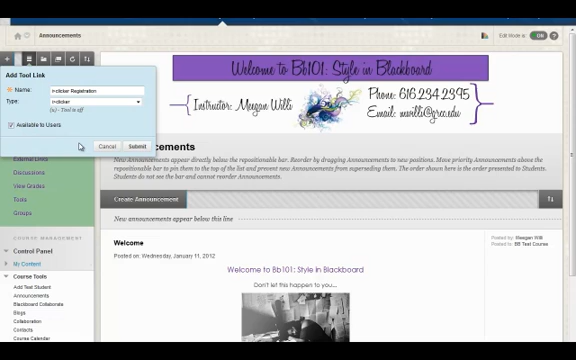 Announcements
Edit Mode is:
ON
?
Add Tool Link
Name:
i>clicker Registration
Type:
i>clicker
Tool is off
Available to Users
Cancel
Submit
Welcome to Bb101: Style in Blackboard
Instructor: Meegan Willi
Phone: 616.234.2395
Email: mwilli@grcc.edu
External Links
Discussions
View Grades
Tools
Groups
COURSE MANAGEMENT
Control Panel
My Content
Course Tools
Add Test Student
Announcements
Blackboard Collaborate
Blogs
Collaboration
Contacts
Course Calendar
New Announcements appear directly below the repositionable bar. Reorder by dragging Announcements to new positions. Move priority Announcements above the
repositionable bar to pin them to the top of the list and prevent new Announcements from superseding them. The order shown here is the order presented to Students.
Students do not see the bar and cannot reorder Announcements.
Create Announcement
New announcements appear below this line
Welcome
Posted on: Wednesday, January 11, 2012
Posted by: Meegan Willi
Posted to: BB Test Course
Welcome to Bb101: Style in Blackboard
Don't let this happen to you...